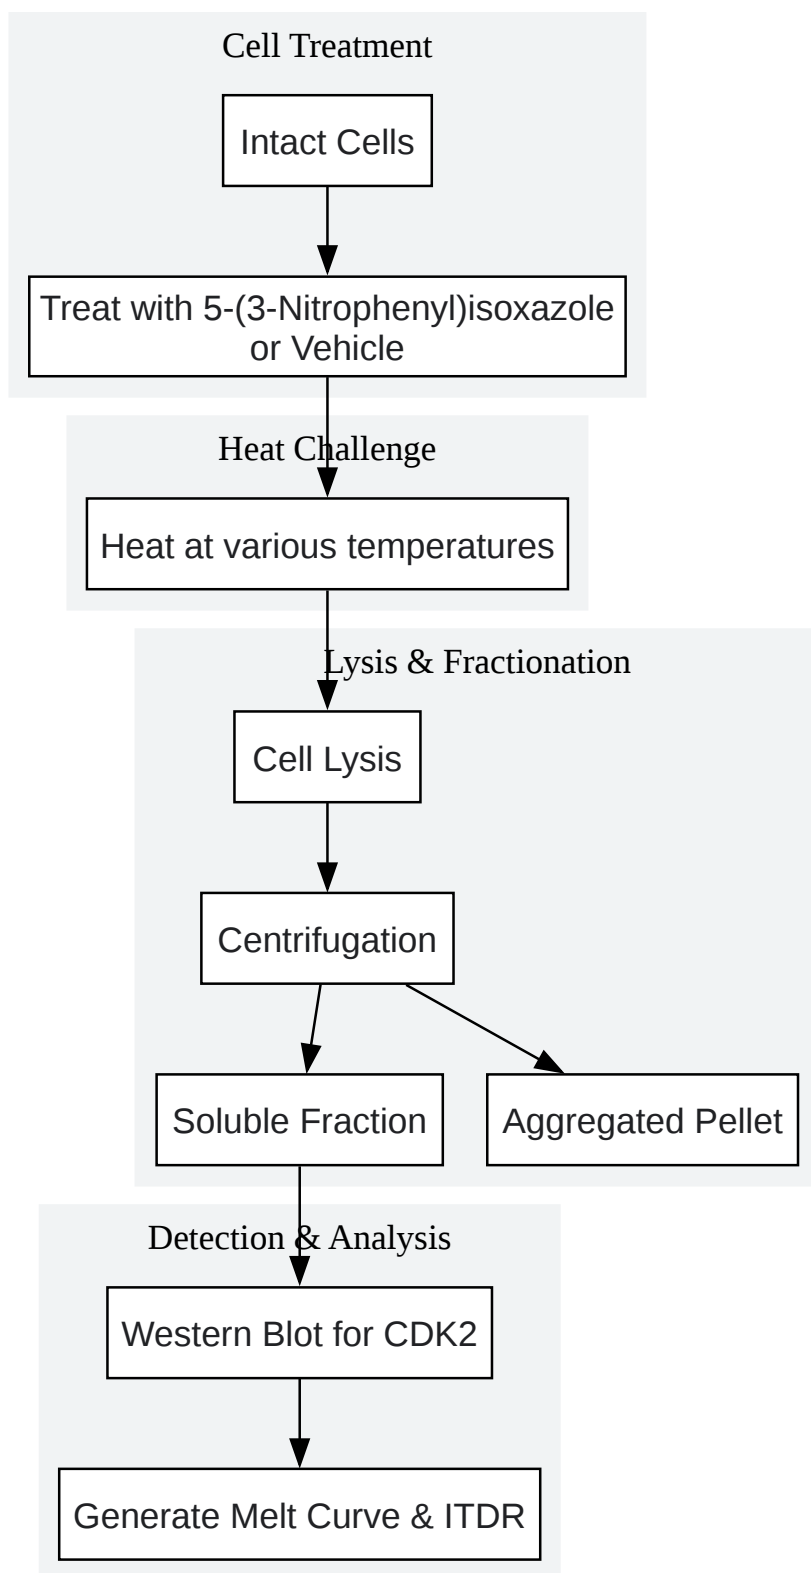 Cell Treatment
Intact Cells
Treat with 5-(3-Nitrophenyl)isoxazole
or Vehicle
Heat Challenge
Heat at various temperatures
Lysis & Fractionation
Cell Lysis
Centrifugation
Soluble Fraction
Aggregated Pellet
Detection & Analysis
Western Blot for CDK2
Generate Melt Curve & ITDR